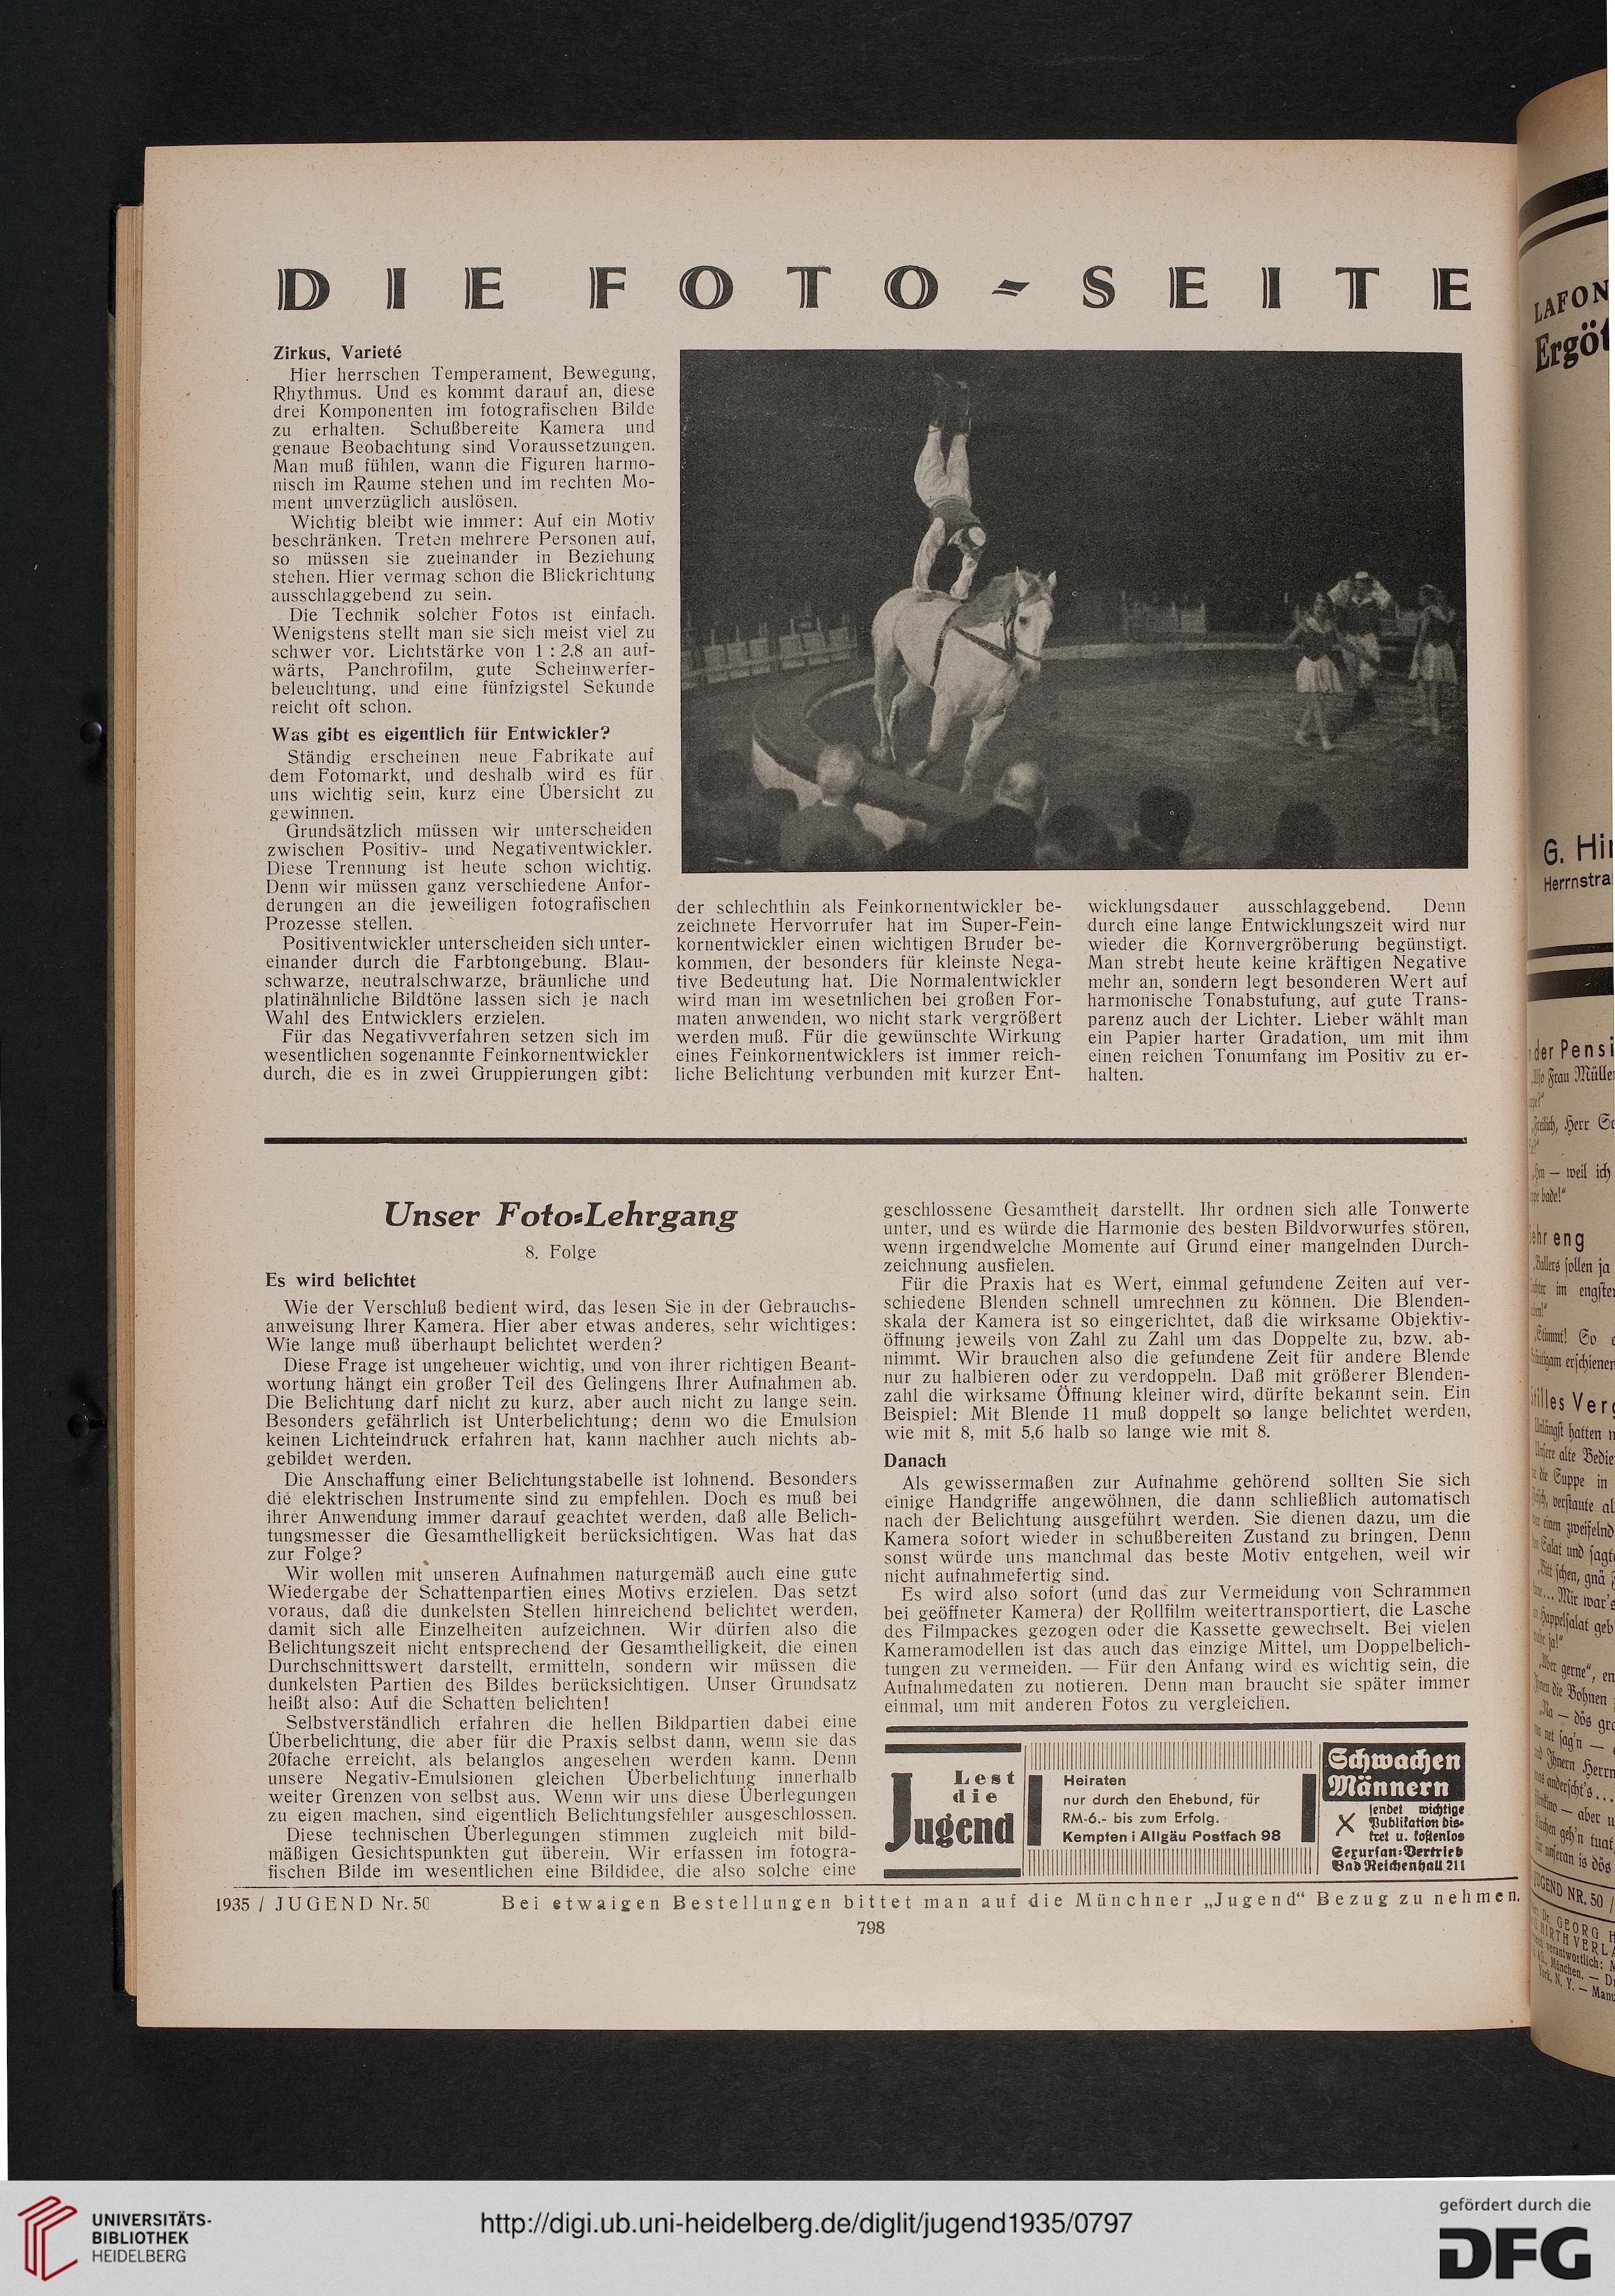 DIE FOTO-SEITE
Zirkus, Varieté
Hier herrschen Temperament, Bewegung,
Rhythmus. Und es kommt darauf an, diese
drei Komponenten im fotografischen Bilde
zu erhalten. Schußbereite Kamera und
genaue Beobachtung sind Voraussetzungen.
Man muß fühlen, wann die Figuren harmo-
nisch im Raume stehen und im rechten Mo-
ment unverzüglich auslösen.
Wichtig bleibt wie immer: Auf ein Motiv
beschränken. Treten mehrere Personen auf,
so müssen sie zueinander in Beziehung
stehen. Hier vermag schon die Blickrichtung
ausschlaggebend zu sein.
Die Technik solcher Fotos ist einfach.
Wenigstens stellt man sie sich meist viel zu
schwer vor. Lichtstärke von 1 : 2,8 an auf-
wärts, Panchrofilm, gute Scheinwerfer-
beleuchtung, und eine fünfzigstel Sekunde
reicht oft schon.
Was gibt es eigentlich für Entwickler?
Ständig erscheinen neue Fabrikate auf
dem Fotomarkt, und deshalb wird es für
uns wichtig sein, kurz eine Übersicht zu
gewinnen.
Grundsätzlich müssen wir unterscheiden
zwischen Positiv- und Negativentwickler.
Diese Trennung ist heute schon wichtig.
Denn wir müssen ganz verschiedene Anfor-
derungen an die jeweiligen fotografischen
Prozesse stellen.
Positiventwickler unterscheiden sich unter-
einander durch die Farbtongebung. Blau-
schwarze, neutralschwarze, bräunliche und
platinähnliche Bildtöne lassen sich je nach
Wahl des Entwicklers erzielen.
Für das Negativverfahren setzen sich im
wesentlichen sogenannte Feinkornentwickler
durch, die es in zwei Gruppierungen gibt:
der schlechthin als Feinkornentwickler be-
zeichnete Hervorrufer hat im Super-Fein-
kornentwickler einen wichtigen Bruder be-
kommen, der besonders für kleinste Nega-
tive Bedeutung hat. Die Normalentwickler
wird man im wesetnlichen bei großen For-
maten anwenden, wo nicht stark vergrößert
werden muß. Für die gewünschte Wirkung
eines Feinkornentwicklers ist immer reich-
liche Belichtung verbunden mit kurzer Ent-
wicklungsdauer ausschlaggebend. Denn
durch eine lange Entwicklungszeit wird nur
wieder die Kornvergröberung begünstigt.
Man strebt heute keine kräftigen Negative
mehr an, sondern legt besonderen Wert auf
harmonische Tonabstufung, auf gute Trans-
parenz auch der Lichter. Lieber wählt man
ein Papier harter Gradation, um mit ihm
einen reichen Tonumfang im Positiv zu er-
halten.
Unser Foto-Lehrgang
8. Folge
Es wird belichtet
Wie der Verschluß bedient wird, das lesen Sie in der Gebrauchs-
anweisung Ihrer Kamera. Hier aber etwas anderes, sehr wichtiges:
Wie lange muß überhaupt belichtet werden?
Diese Frage ist ungeheuer wichtig, und von ihrer richtigen Beant-
wortung hängt ein großer Teil des Gelingens Ihrer Aufnahmen ab.
Die Belichtung darf nicht zu kurz, aber auch nicht zu lange sein.
Besonders gefährlich ist Unterbelichtung; denn wo die Emulsion
keinen Lichteindruck erfahren hat, kann nachher auch nichts ab-
gebildet werden.
Die Anschaffung einer Belichtungstabelle ist lohnend. Besonders
die elektrischen Instrumente sind zu empfehlen. Doch es muß bei
ihrer Anwendung immer darauf geachtet werden, daß alle Belich-
tungsmesser die Gesamthelligkeit berücksichtigen. Was hat das
zur Folge?
Wir wollen mit unseren Aufnahmen naturgemäß auch eine gute
Wiedergabe der Schattenpartien eines Motivs erzielen. Das setzt
voraus, daß die dunkelsten Stellen hinreichend belichtet werden,
damit sich alle Einzelheiten aufzeichnen. Wir dürfen also die
Belichtungszeit nicht entsprechend der Gesamtheiligkeit, die einen
Durchschnittswert darstellt, ermitteln, sondern wir müssen die
dunkelsten Partien des Bildes berücksichtigen. Unser Grundsatz
heißt also: Auf die Schatten belichten!
Selbstverständlich erfahren die hellen Bildpartien dabei eine
Überbelichtung, die aber für die Praxis selbst dann, wenn sie das
20fache erreicht, als belanglos angesehen werden kann. Denn
unsere Negativ-Emulsionen gleichen Überbelichtung innerhalb
weiter Grenzen von selbst aus. Wenn wir uns diese Überlegungen
zu eigen machen, sind eigentlich Belichtungsfehler ausgeschlossen.
Diese technischen Überlegungen stimmen zugleich mit bild-
mäßigen Gesichtspunkten gut überein. Wir erfassen im fotogra-
fischen Bilde im wesentlichen eine Bildidee, die also solche eine
geschlossene Gesamtheit darstellt. Ihr ordnen sich alle Tonwerte
unter, und es würde die Harmonie des besten Bildvorwurfes stören,
wenn irgendwelche Momente auf Grund einer mangelnden Durch-
zeichnung ausfielen.
Für die Praxis hat es Wert, einmal gefundene Zeiten auf ver-
schiedene Blenden schnell umrechnen zu können. Die Blenden-
skala der Kamera ist so eingerichtet, daß die wirksame Objektiv-
öffnung jeweils von Zahl zu Zahl um das Doppelte zu, bzw. ab-
nimmt. Wir brauchen also die gefundene Zeit für andere Blende
nur zu halbieren oder zu verdoppeln. Daß mit größerer Blenden-
zahl die wirksame Öffnung kleiner wird, dürfte bekannt sein. Ein
Beispiel: Mit Blende 11 muß doppelt so lange belichtet werden,
wie mit 8, mit 5,6 halb so lange wie mit 8.
Danach
Als gewissermaßen zur Aufnahme gehörend sollten Sie sich
einige Handgriffe angewöhnen, die dann schließlich automatisch
nach der Belichtung ausgeführt werden. Sie dienen dazu, um die
Kamera sofort wieder in schußbereiten Zustand zu bringen. Denn
sonst würde uns manchmal das beste Motiv entgehen, weil wir
nicht aufnahmefertig sind.
Es wird also sofort (und das zur Vermeidung von Schrammen
bei geöffneter Kamera) der Rollfilm weitertransportiert, die Lasche
des Filmpackes gezogen oder die Kassette gewechselt. Bei vielen
Kameramodellen ist das auch das einzige Mittel, um Doppelbelich-
tungen zu vermeiden. — Für den Anfang wird es wichtig sein, die
Aufnahmedaten zu notieren. Denn man braucht sie später immer
einmal, um mit anderen Fotos zu vergleichen.
Lest
die
Jugend
Heiraten
nur durch den Ehebund, für
RM-6.- bis zum Erfolg.
Kempten i Allgäu Postfach 98
Schwachen
Männern
sendet wichtige
Publikation dis-
kret u. kostenlos
Sexursan-Vertrieb
Bad Reichenhall 211
1935 / JUGEND Nr. 50
Bei etwaigen Bestellungen bittet man auf die Münchner „Jugend“ Bezug zu nehmen.
798
LAFON
Ergöt
G. Hi
Herrnstra
der Pensi
Frau Mülle
Herr
— weil ich
bade!“
eng
sollen ja
im
So
hatten
alte
die Suppe in
einen
und
gerne“,
die Bohnen
Na — dös
— aber
is dös
JUGEND NR. 50 /
GEORG
HIRTH VERLA
München. —
UNIVERSITÄTS-
BIBLIOTHEK
HEIDELBERG
http://digi.ub.uni-heidelberg.de/diglit/jugend1935/0797
gefördert durch die
DFG